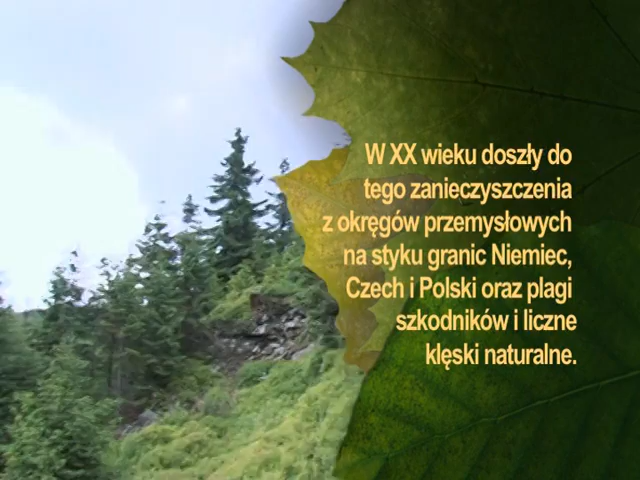 W XX wieku doszły do
tego zanieczyszczenia
z okręgów przemysłowych
na styku granic Niemiec,
Czech i Polski oraz plagi
szkodników i liczne
klęski naturalne.